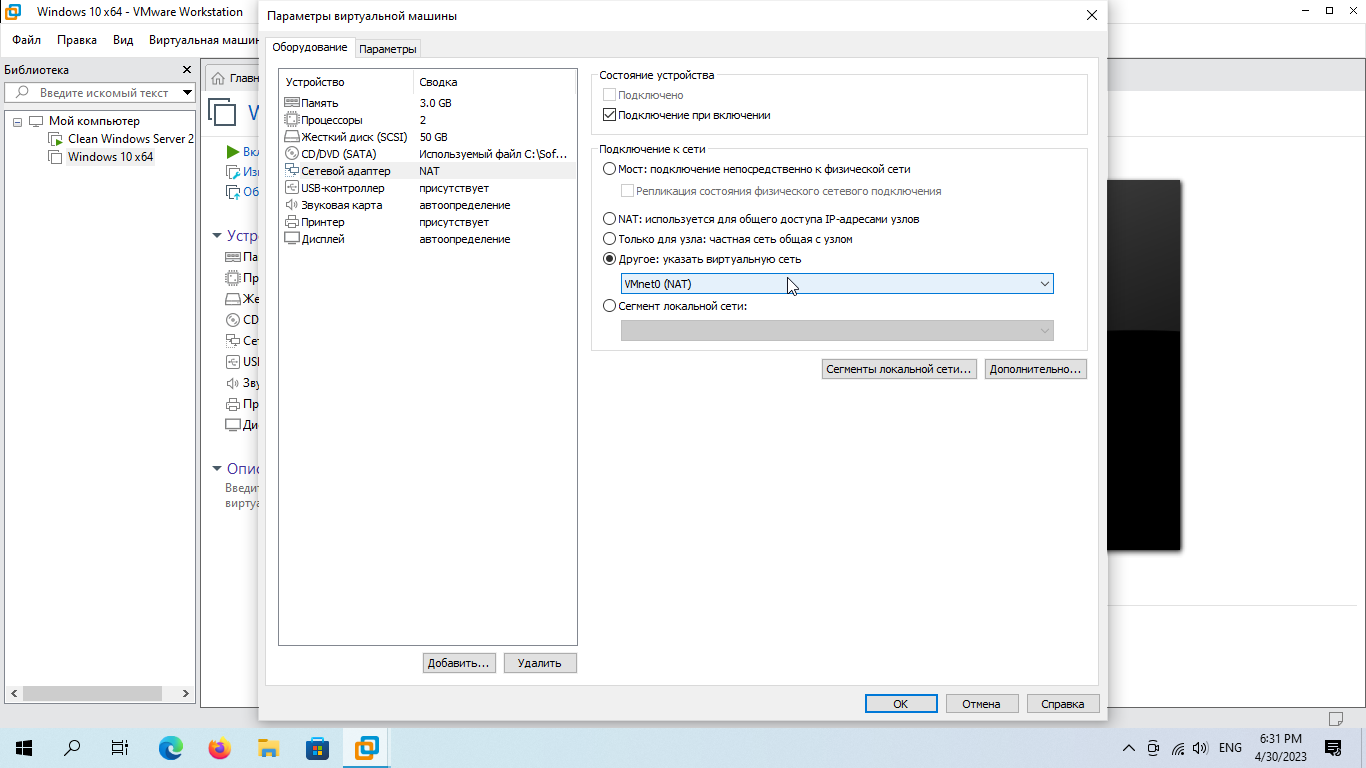 Windows 10 x64 - VMware Workstation
Файл Правка Вид Виртуальная машин
Библиотека
Введите искомый текст
Мой компьютер
Clean Windows Server 2
Windows 10 x64
Главн
W
Вкл
Изм
Об
Устро
Па
Пр
Же
CD
Сет
USB
Зву
Пр
Ди
Опис
Введит
виртуа
Параметры виртуальной машины
Оборудование Параметры
Устройство Сводка
Память 3.0 GB
Процессоры 2
Жесткий диск (SCSI) 50 GB
CD/DVD (SATA) Используемый файл C:\Sof...
Сетевой адаптер NAT
USB-контроллер присутствует
Звуковая карта автоопределение
Принтер присутствует
Дисплей автоопределение
Добавить... Удалить
Состояние устройства
Подключено
Подключение при включении
Подключение к сети
Мост: подключение непосредственно к физической сети
Репликация состояния физического сетевого подключения
NAT: используется для общего доступа IP-адресами узлов
Только для узла: частная сеть общая с узлом
Другое: указать виртуальную сеть
VMnet0 (NAT)
Сегмент локальной сети:
Сегменты локальной сети... Дополнительно...
OK Отмена Справка
ENG
6:31 PM
4/30/2023